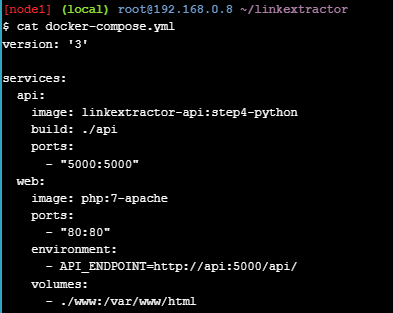 [node1] (local) root@192.168.0.8 ~/linkextractor
$ cat docker-compose.yml
version: '3'

services:
  api:
    image: linkextractor-api:step4-python
    build: ./api
    ports:
      - "5000:5000"
  web:
    image: php:7-apache
    ports:
      - "80:80"
    environment:
      - API_ENDPOINT=http://api:5000/api/
    volumes:
      - ./www:/var/www/html